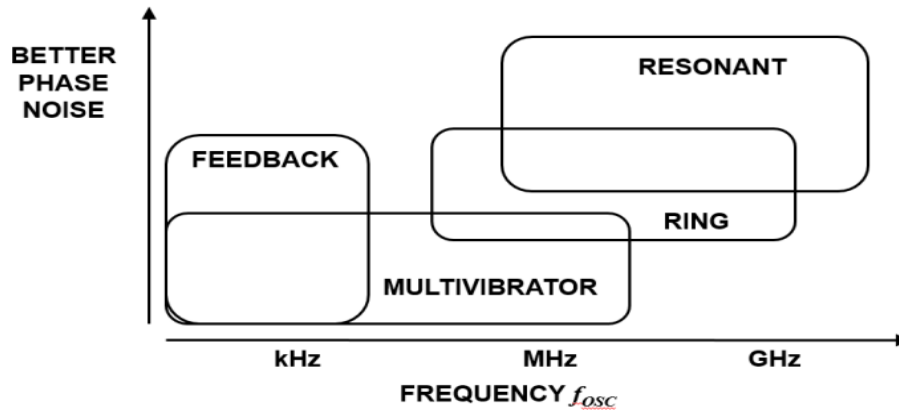 BETTER
PHASE
NOISE
RESONANT
FEEDBACK
RING
MULTIVIBRATOR
kHz MHz GHz
FREQUENCY fOSC